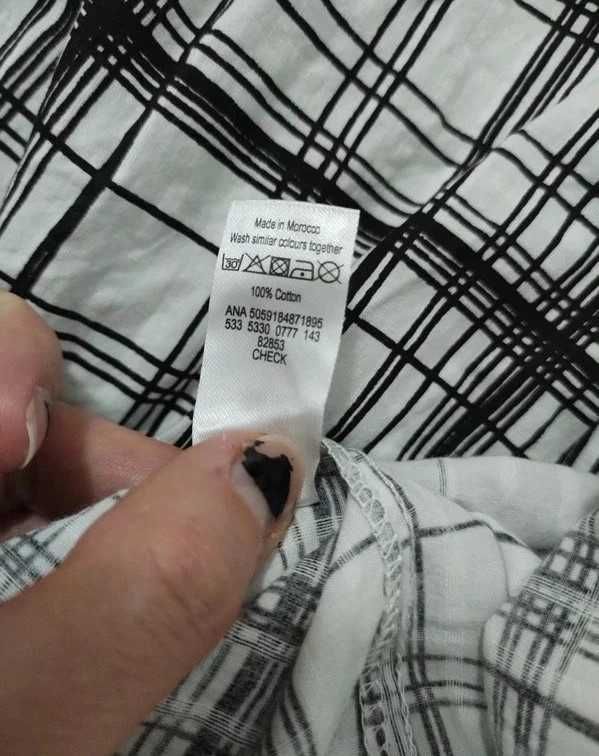 Made in Morocco
Wash similar colours together
30
100% Cotton
ANA 5059184871895
533 5330 0777 143
82853
CHECK